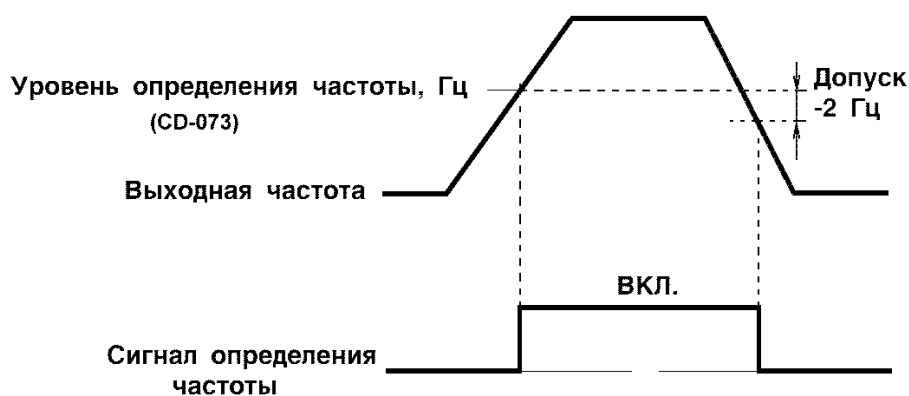 Уровень определения частоты, Гц
(CD-073)
Допуск
-2 Гц
Выходная частота
ВКЛ.
Сигнал определения
частоты